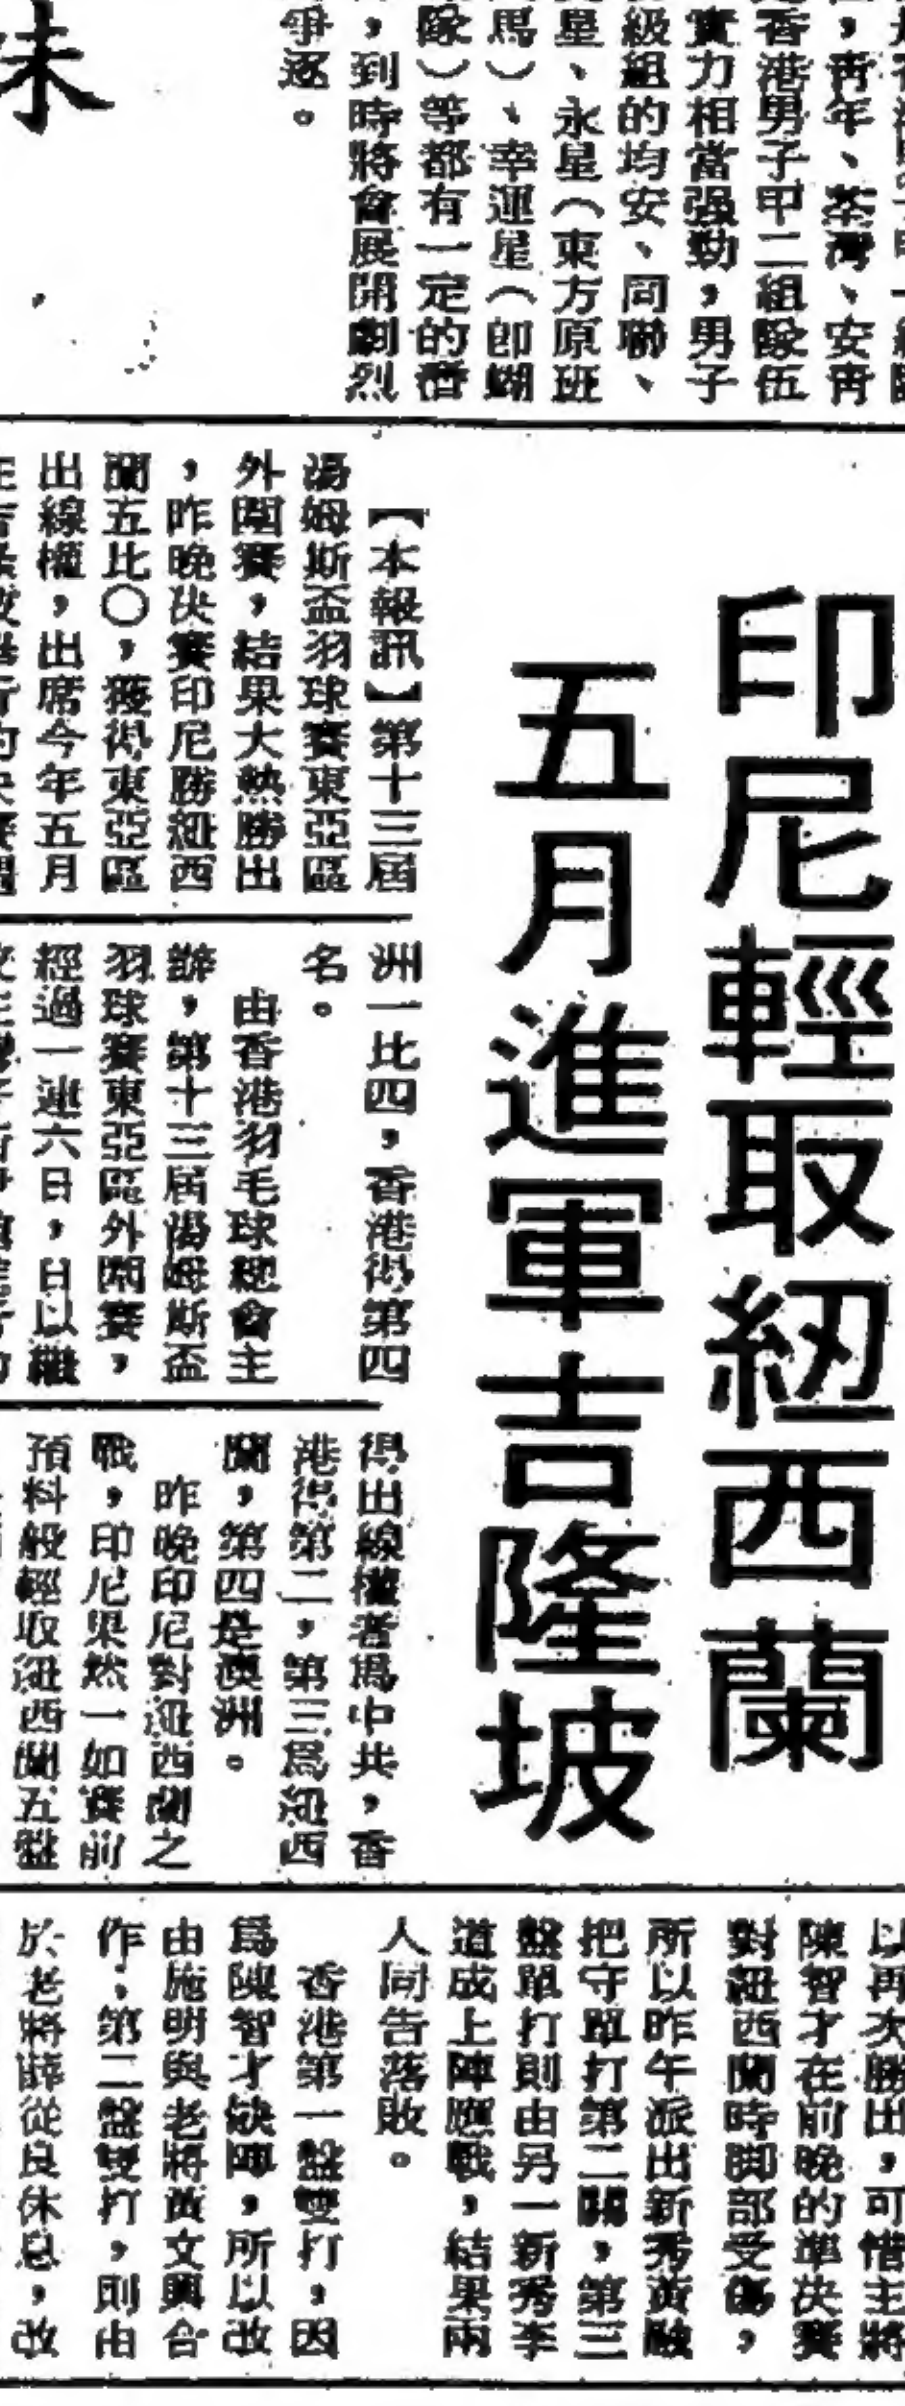 ，青年、荃灣、安青
香港男子甲二組隊伍
實力相當强勁，男子
級組的均安、同聯、
星、永星（東方原班
馬）、幸運星（即蝴
隊）等都有一定的
，到時將會展開劇烈
爭逐。
印尼輕取紐西蘭
五月進軍吉隆坡
【本報訊】第十三屆
湯姆斯盃羽球賽東亞區
外圍賽，結果大熱勝出
，昨晚決賽印尼勝紐西
蘭五比〇，獲得東亞區
出線權，出席今年五月
洲一比四，香港得第四
名。
由香港羽毛球總會主
辦，第十三屆湯姆斯盃
羽球賽東亞區外圍賽，
經過一連六日，日以繼
得出線權者爲中共，香
港得第二，第三爲紐西
蘭，第四是澳洲。
昨晚印尼對紐西蘭之
戰，印尼果然一如賽前
預料般輕取紐西蘭五盤
以再次勝出，可惜主將
陳智才在前晚的準決賽
對紐西蘭時脚部受傷，
所以昨午派出新秀黃融
把守單打第二關，第三
盤單打則由另一新秀李
道成上陣應戰，結果兩
人同告落敗。
香港第一盤雙打，因
爲陳智才缺陣，所以改
由施明與老將黃文興合
作；第二盤雙打，則由
於老將薛從良休息，改